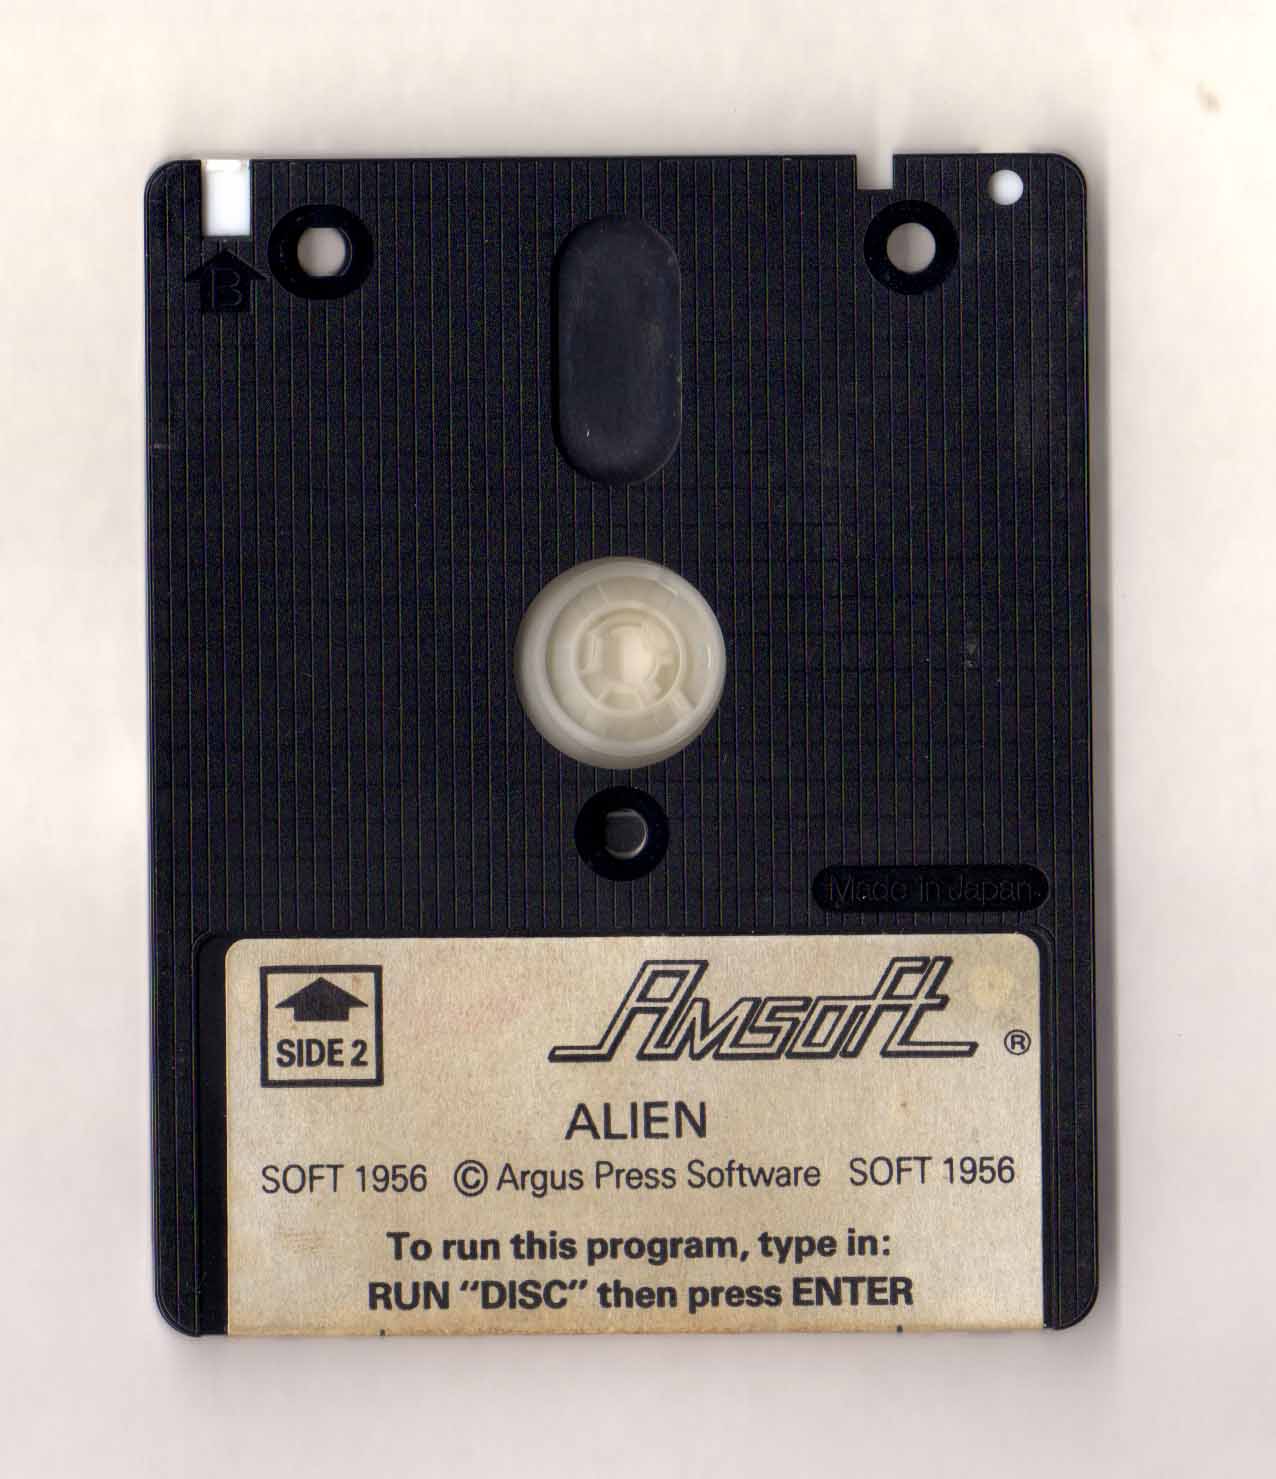 B
Made in Japan
SIDE 2
Amsoft ®
ALIEN
SOFT 1956 © Argus Press Software SOFT 1956
To run this program, type in:
RUN "DISC" then press ENTER